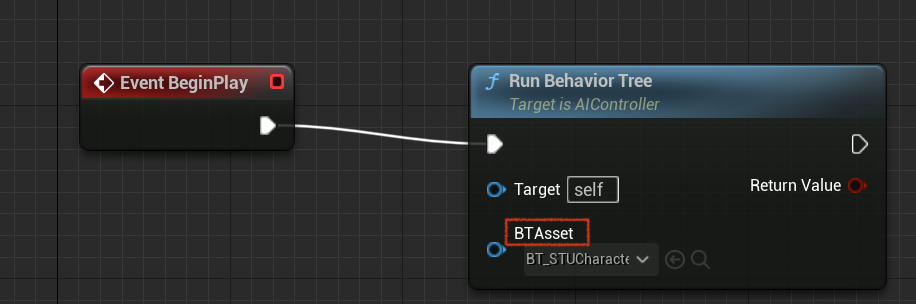 Event BeginPlay
Run Behavior Tree
Target is AIController
Target self
Return Value
BTAsset
BT_STUCharacte